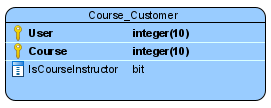 Course_Customer
User integer(10)
Course integer(10)
IsCourseInstructor bit